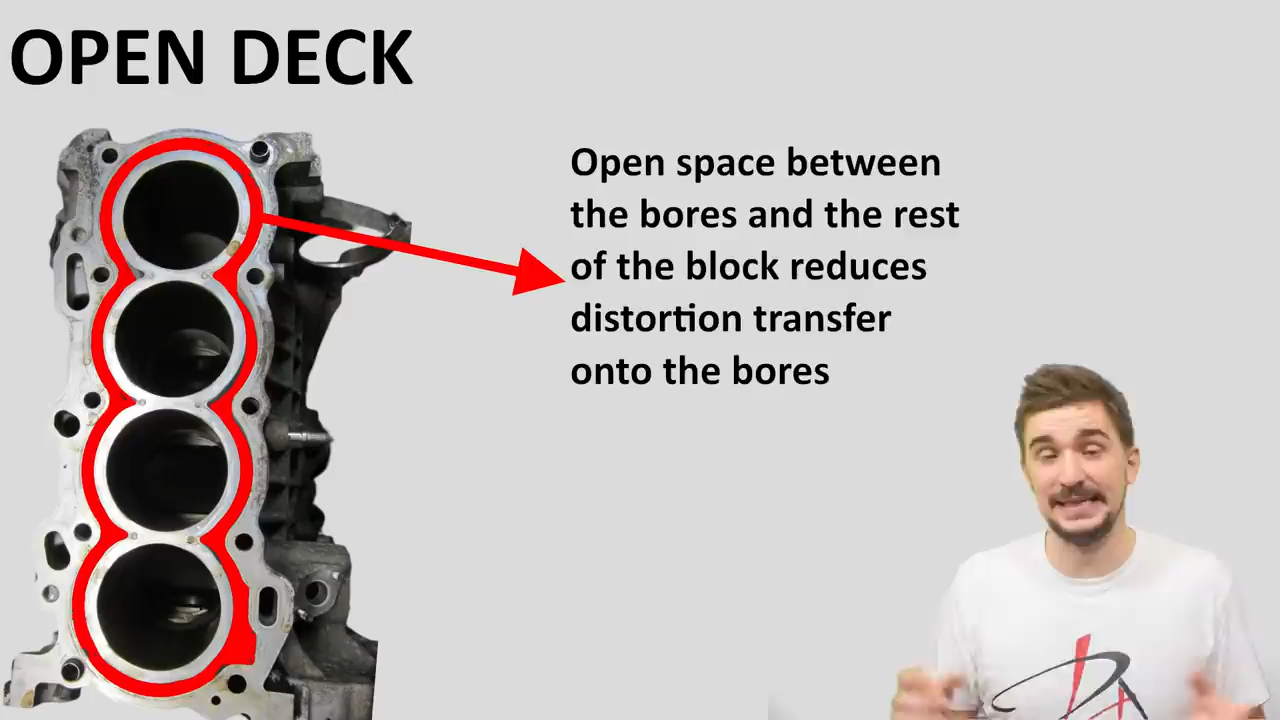 OPEN DECK
Open space between
the bores and the rest
of the block reduces
distortion transfer
onto the bores